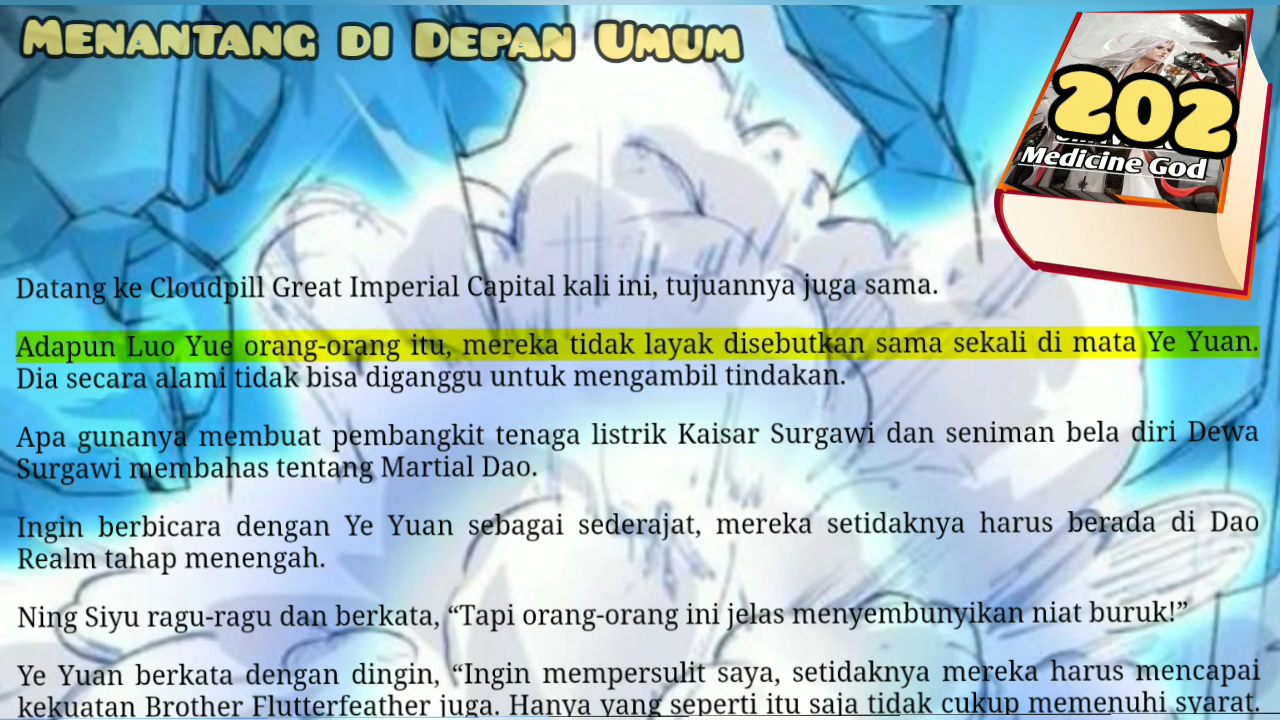 Menantang di Depan Umum
202
Medicine God
Datang ke Cloudpill Great Imperial Capital kali ini, tujuannya juga sama.
Adapun Luo Yue orang-orang itu, mereka tidak layak disebutkan sama sekali di mata Ye Yuan.
Dia secara alami tidak bisa diganggu untuk mengambil tindakan.
Apa gunanya membuat pembangkit tenaga listrik Kaisar Surgawi dan seniman bela diri Dewa
Surgawi membahas tentang Martial Dao.
Ingin berbicara dengan Ye Yuan sebagai sederajat, mereka setidaknya harus berada di Dao
Realm tahap menengah.
Ning Siyu ragu-ragu dan berkata, “Tapi orang-orang ini jelas menyembunyikan niat buruk!”
Ye Yuan berkata dengan dingin, “Ingin mempersulit saya, setidaknya mereka harus mencapai
kekuatan Brother Flutterfeather juga. Hanya yang seperti itu saja tidak cukup memenuhi syarat.